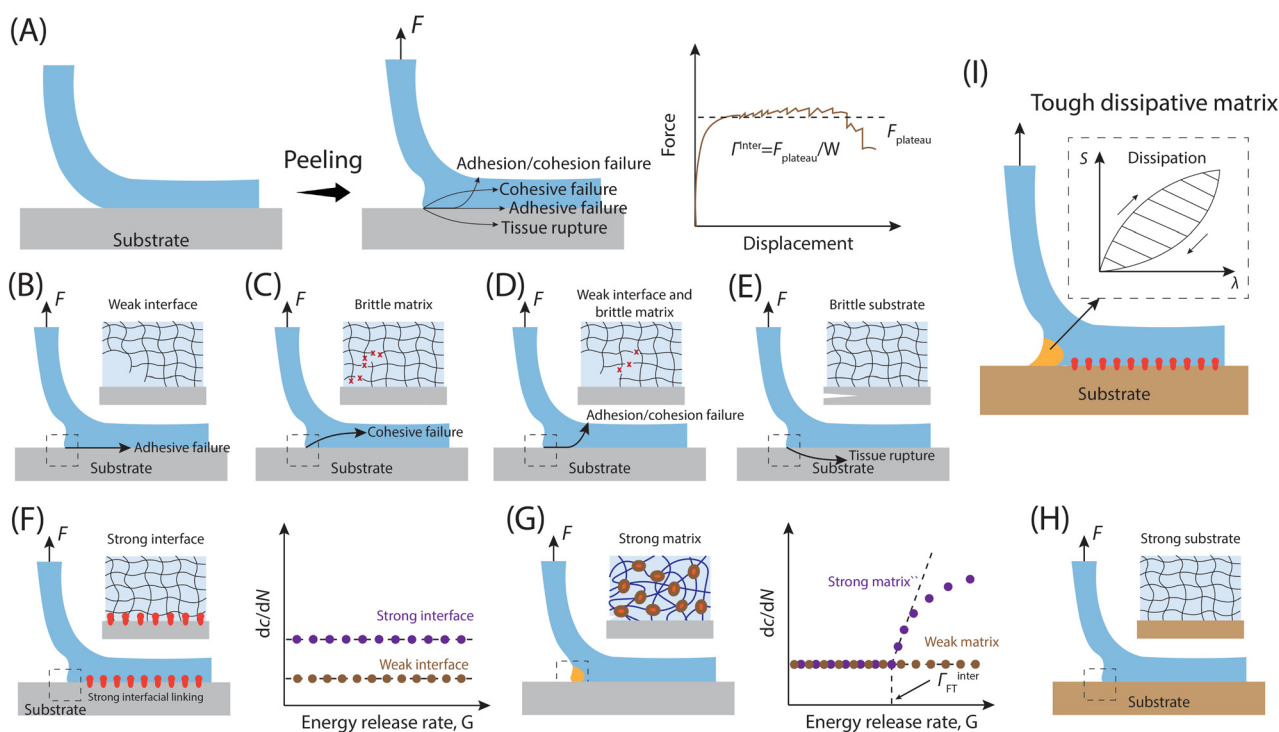 (A)
F
Peeling
Substrate
Adhesion/cohesion failure
Cohesive failure
Adhesive failure
Tissue rupture
Force
F plateau
Γ^Inter=F_plateau/W
Displacement
(I)
Tough dissipative matrix
S
Dissipation
λ
Substrate
(B)
F
Weak interface
Adhesive failure
Substrate
(C)
F
Brittle matrix
x x x x x x x
Cohesive failure
Substrate
(D)
F
Weak interface and
brittle matrix
x x x
Adhesion/cohesion failure
Substrate
(E)
F
Brittle substrate
Tissue rupture
Substrate
(F)
F
Strong interface
Strong interfacial linking
Substrate
dc/dN
Strong interface
Weak interface
Energy release rate, G
(G)
F
Strong matrix
dc/dN
Strong matrix``
Weak matrix
Γ_FT^inter
Energy release rate, G
(H)
F
Strong substrate
Substrate